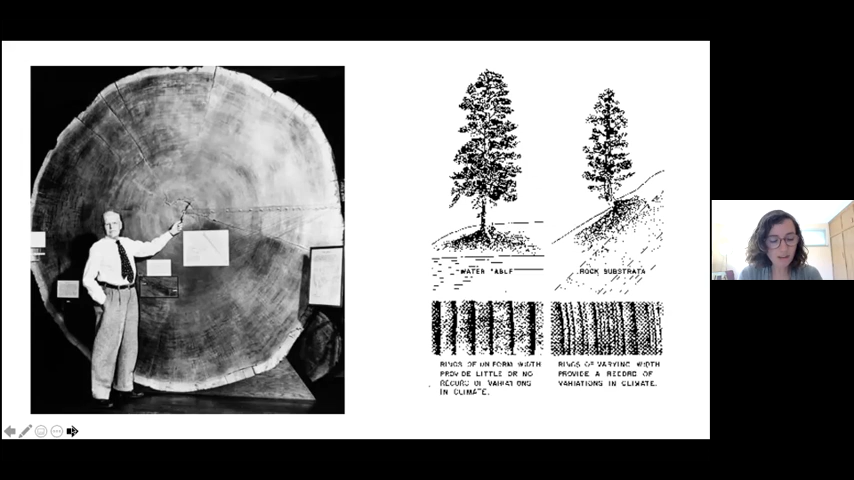 WATER TABLE
ROCK SUBSTRATA
RINGS OF UNIFORM WIDTH
PROVIDE LITTLE OR NO
RECORD OF VARIATIONS
IN CLIMATE.
RINGS OF VARYING WIDTH
PROVIDE A RECORD OF
VARIATIONS IN CLIMATE.